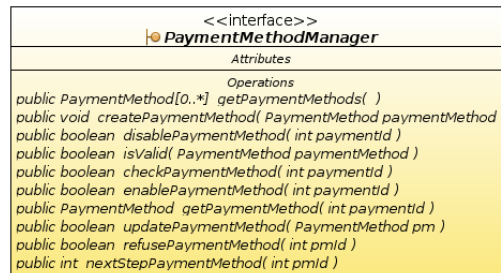 <<interface>>
PaymentMethodManager
Attributes
Operations
public PaymentMethod[0..*] getPaymentMethods( )
public void createPaymentMethod( PaymentMethod paymentMethod
public boolean disablePaymentMethod( int paymentId )
public boolean isValid( PaymentMethod paymentMethod )
public boolean checkPaymentMethod( int paymentId )
public boolean enablePaymentMethod( int paymentId )
public PaymentMethod getPaymentMethod( int paymentId )
public boolean updatePaymentMethod( PaymentMethod pm )
public boolean refusePaymentMethod( int pmId )
public int nextStepPaymentMethod( int pmId )